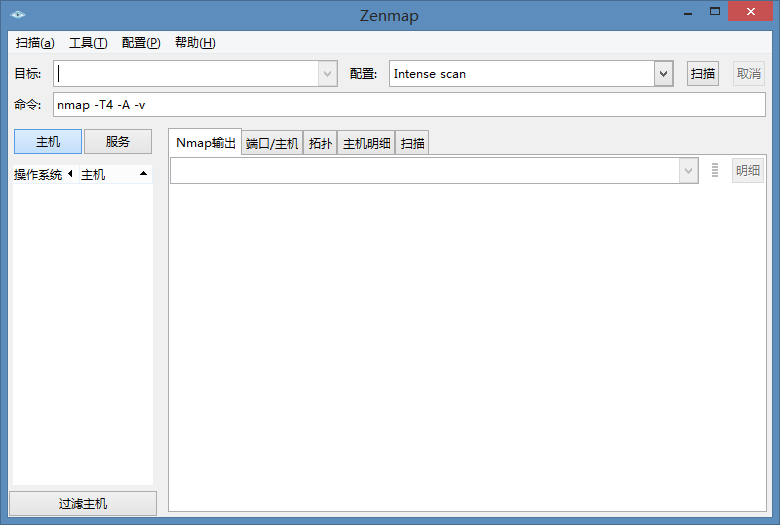 Zenmap
扫描(a) 工具(T) 配置(P) 帮助(H)
目标: 配置: Intense scan 扫描 取消
命令: nmap -T4 -A -v
主机 服务 Nmap输出 端口/主机 拓扑 主机明细 扫描
操作系统 主机 明细
过滤主机